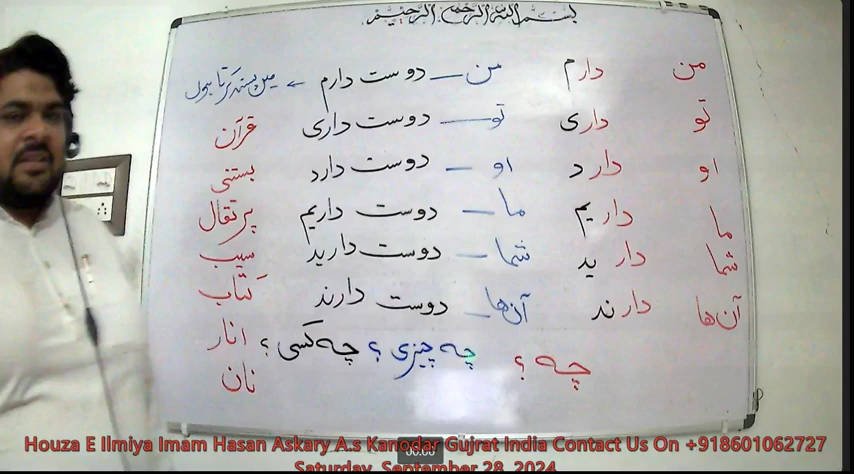 بسم الله الرحمن الرحیم
من دارم من — دوست دارم ← میں پسند کرتا ہوں
تو داری تو — دوست داری قرآن
او دارد او — دوست دارد بستنی
ما داریم ما — دوست داریم پرتقال
شما دارید شما — دوست دارید سیب
آن‌ها دارند آن‌ها — دوست دارند کتاب
چه ؟ چه چیزی ؟ چه کسی ؟ انار
نان
Houza E Ilmiya Imam Hasan Askary A.s Kanodar Gujrat India Contact Us On +918601062727
Saturday, September 28, 2024